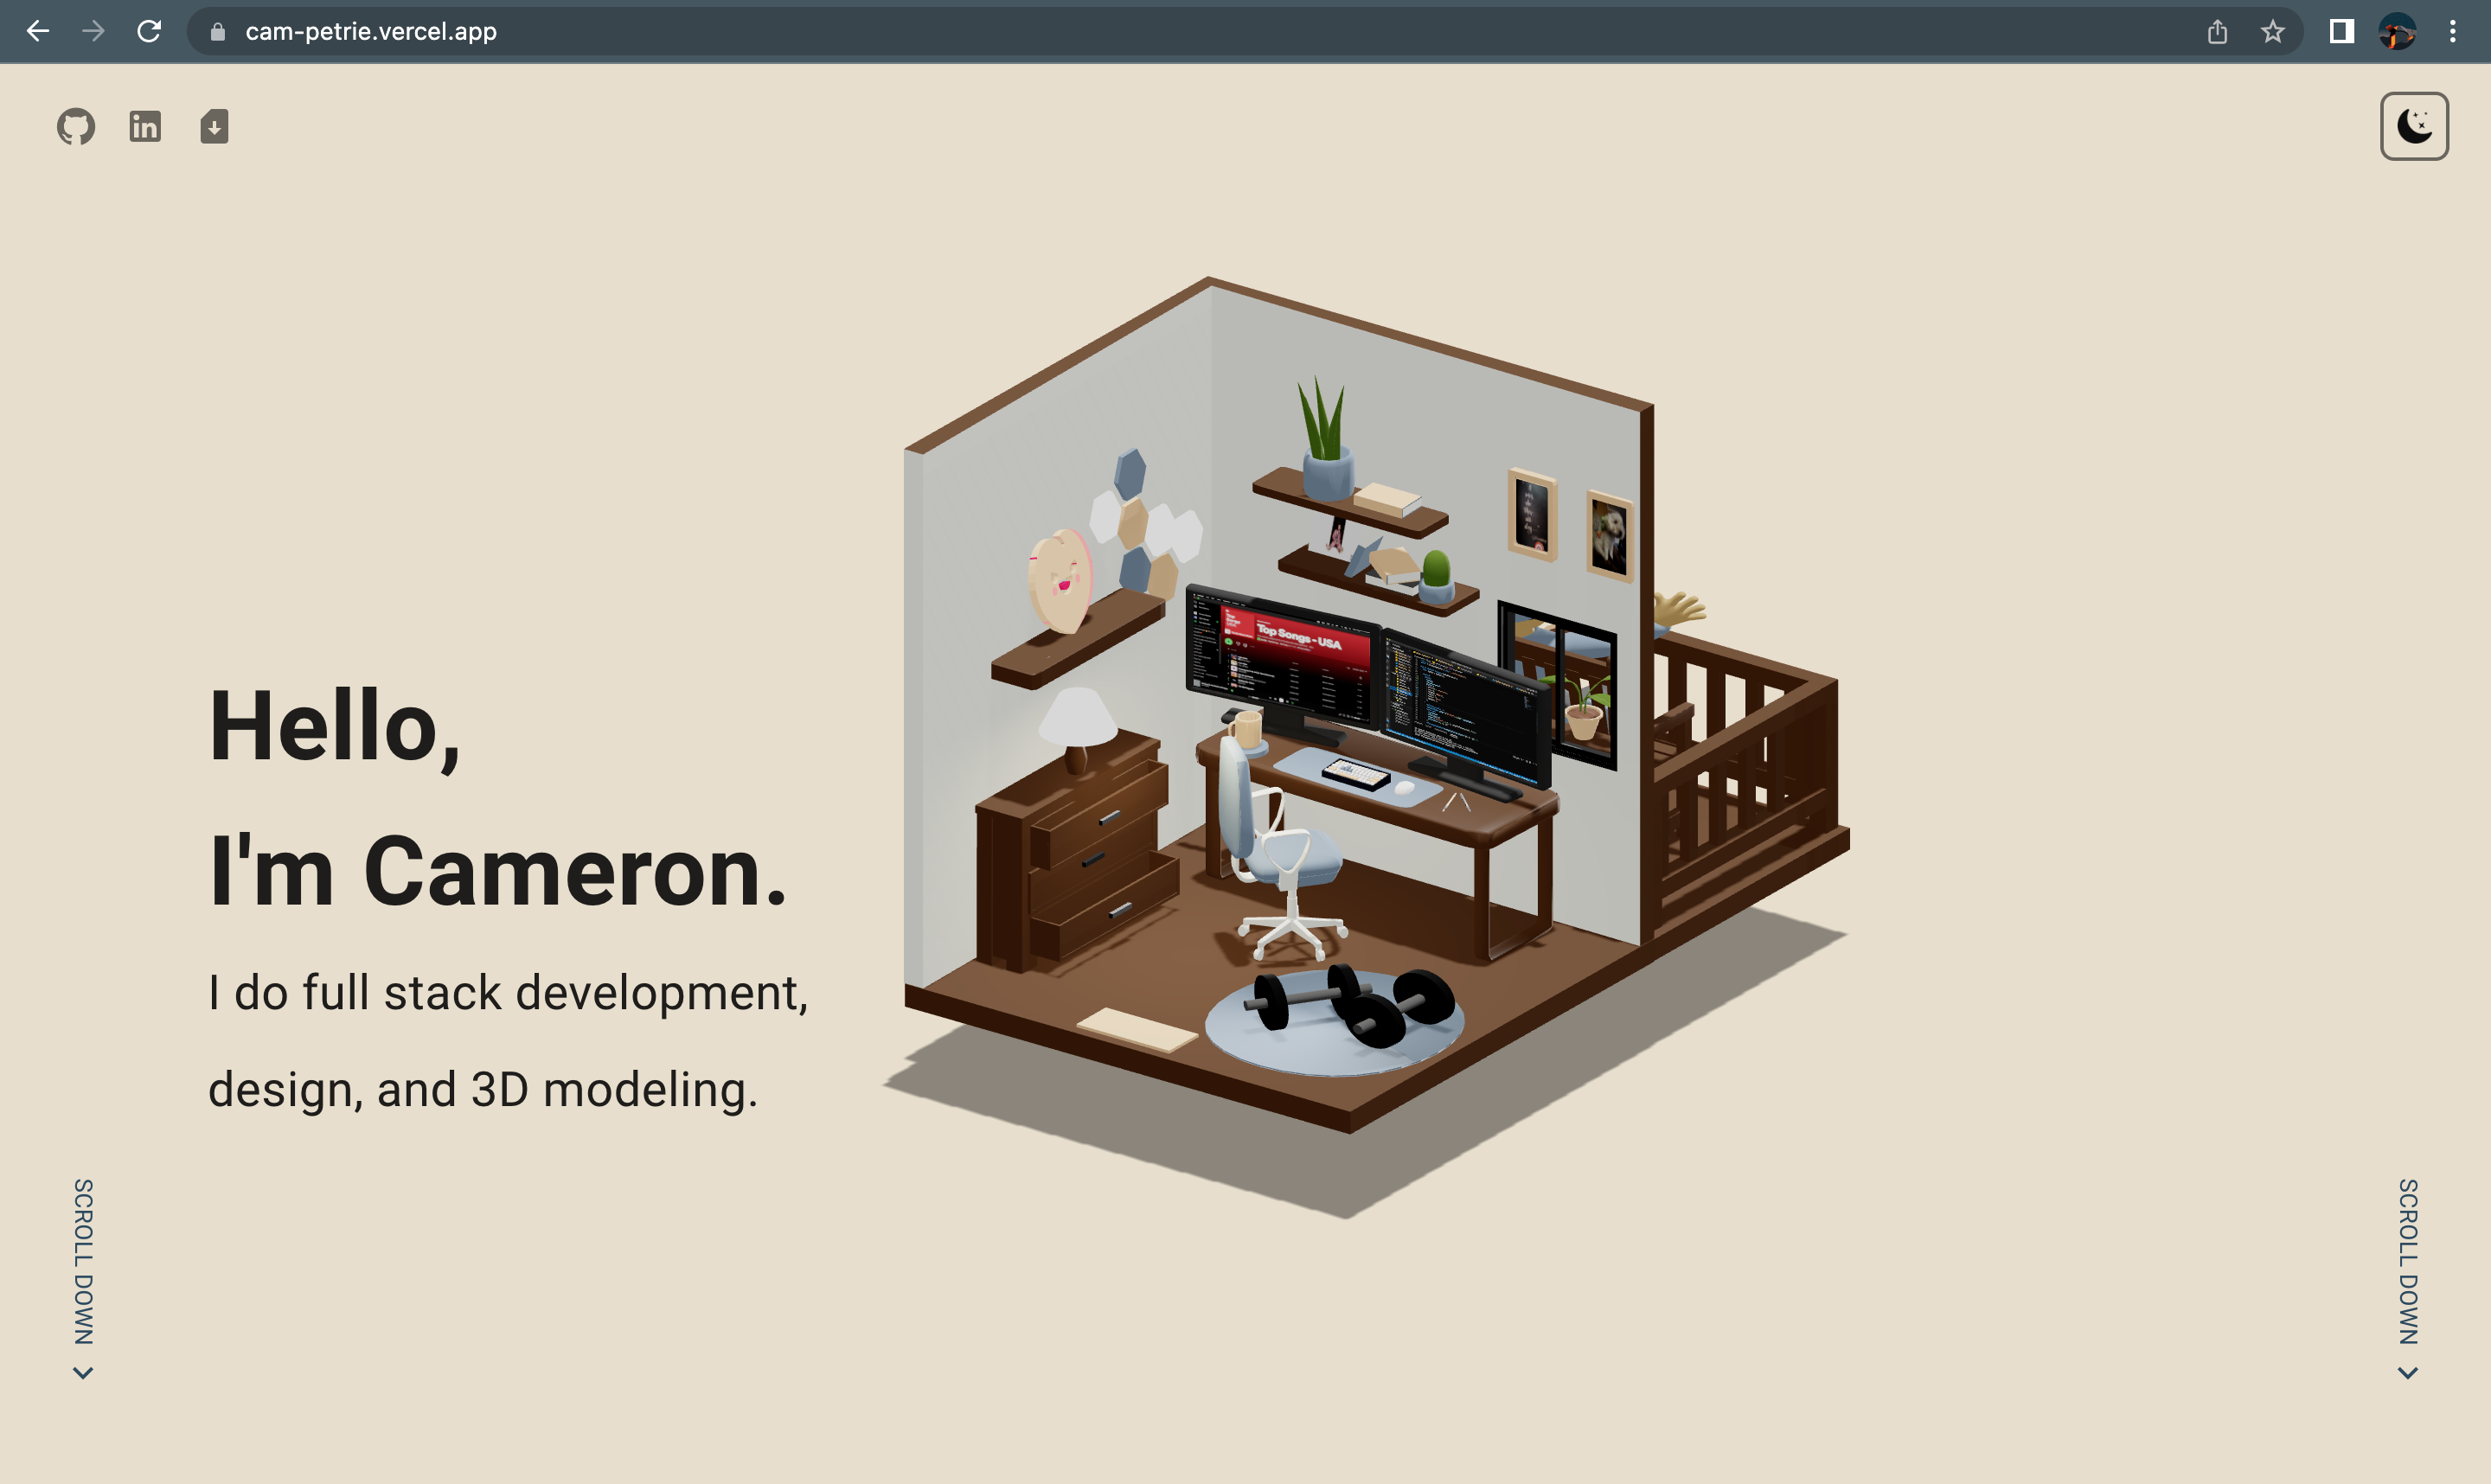 cam-petrie.vercel.app
in
Top Songs - USA
Hello,
I'm Cameron.
I do full stack development,
design, and 3D modeling.
SCROLL DOWN
SCROLL DOWN